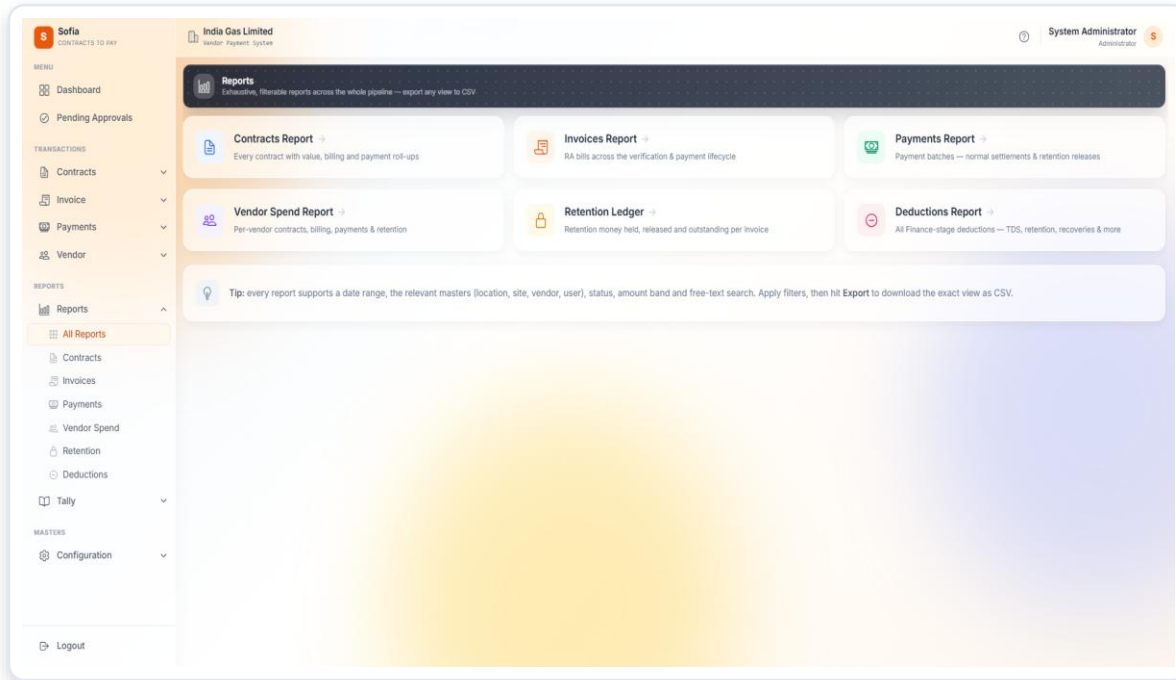 S
Sofia
CONTRACTS TO PAY
MENU
Dashboard
Pending Approvals
TRANSACTIONS
Contracts
Invoice
Payments
Vendor
REPORTS
Reports
All Reports
Contracts
Invoices
Payments
Vendor Spend
Retention
Deductions
Tally
MASTERS
Configuration
Logout
India Gas Limited
Vendor Payment System
System Administrator
Administrator
S
Reports
Exhaustive, filterable reports across the whole pipeline — export any view to CSV
Contracts Report →
Every contract with value, billing and payment roll-ups
Invoices Report →
RA bills across the verification & payment lifecycle
Payments Report →
Payment batches — normal settlements & retention releases
Vendor Spend Report →
Per-vendor contracts, billing, payments & retention
Retention Ledger →
Retention money held, released and outstanding per invoice
Deductions Report →
All Finance-stage deductions — TDS, retention, recoveries & more
Tip: every report supports a date range, the relevant masters (location, site, vendor, user), status, amount band and free-text search. Apply filters, then hit Export to download the exact view as CSV.